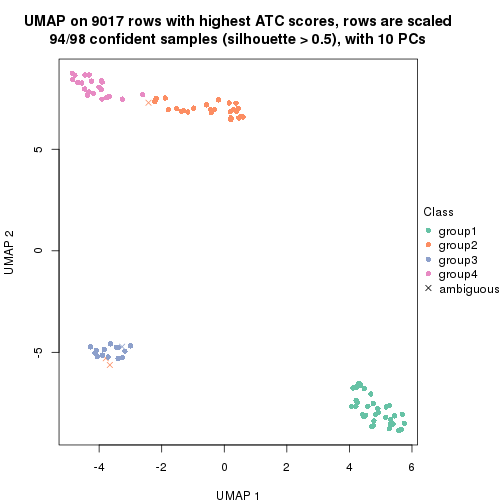 UMAP on 9017 rows with highest ATC scores, rows are scaled
94/98 confident samples (silhouette > 0.5), with 10 PCs
5
0
-5
UMAP 2
-4
-2
0
2
4
6
UMAP 1
Class
group1
group2
group3
group4
ambiguous